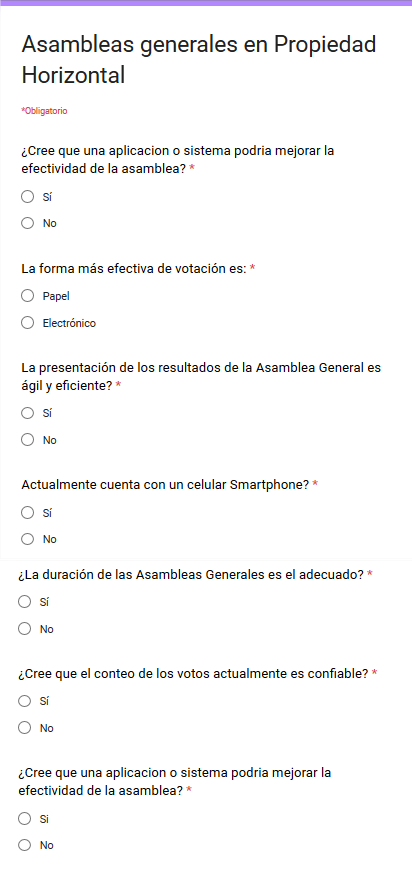 Asambleas generales en Propiedad
Horizontal
*Obligatorio
¿Cree que una aplicacion o sistema podria mejorar la
efectividad de la asamblea? *
Sí
No
La forma más efectiva de votación es: *
Papel
Electrónico
La presentación de los resultados de la Asamblea General es
ágil y eficiente? *
Sí
No
Actualmente cuenta con un celular Smartphone? *
Sí
No
¿La duración de las Asambleas Generales es el adecuado? *
Sí
No
¿Cree que el conteo de los votos actualmente es confiable? *
Sí
No
¿Cree que una aplicacion o sistema podria mejorar la
efectividad de la asamblea? *
Si
No